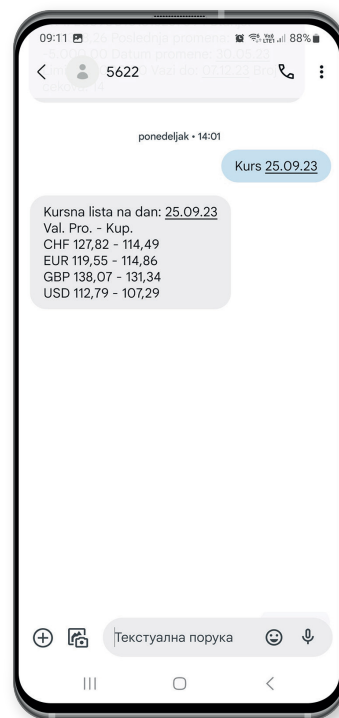 09:11
VoLTE1 88%
5622
ponedeljak • 14:01
Kurs 25.09.23
Kursna lista na dan: 25.09.23
Val. Pro. - Kup.
CHF 127,82 - 114,49
EUR 119,55 - 114,86
GBP 138,07 - 131,34
USD 112,79 - 107,29
Текстуална порука